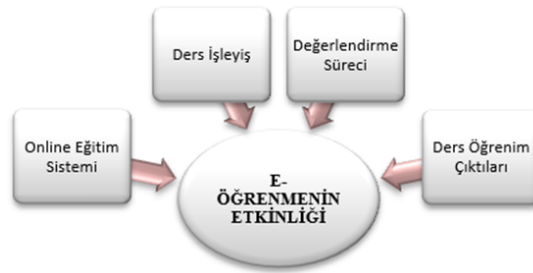 Ders İşleyiş
Değerlendirme
Süreci
Online Eğitim
Sistemi
Ders Öğrenim
Çıktıları
E-
ÖĞRENMENİN
ETKİNLİĞİ